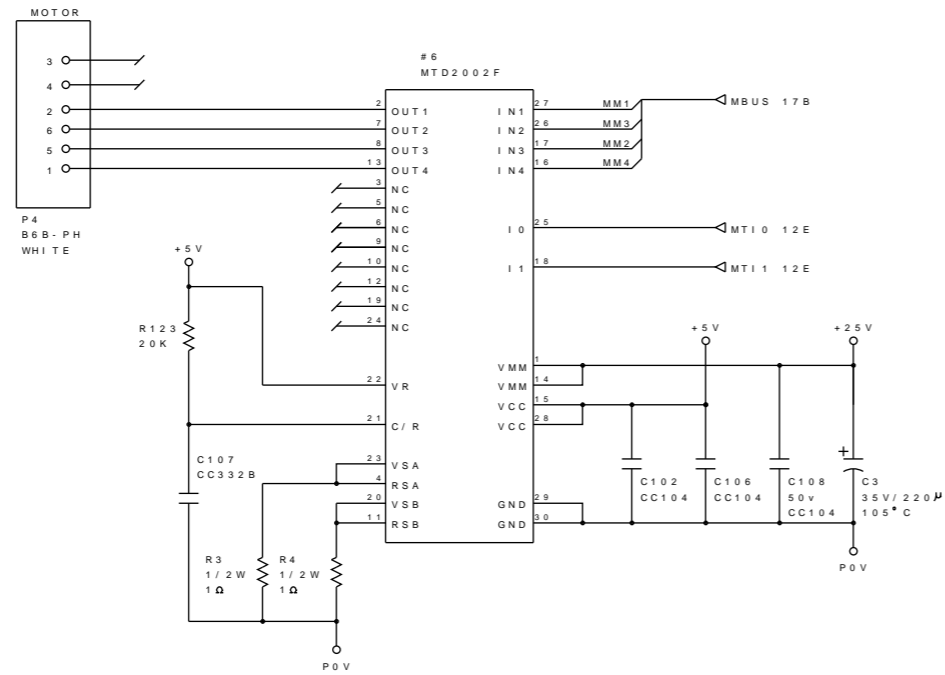 MOTOR
3
4
2
6
5
1
P4
B6B-PH
WHITE
#6
MTD2002F
2 OUT1
7 OUT2
8 OUT3
13 OUT4
3 NC
5 NC
6 NC
9 NC
10 NC
12 NC
19 NC
24 NC
22 VR
21 C/R
23 VSA
4 RSA
20 VSB
11 RSB
IN1 27 MM1
IN2 26 MM3
IN3 17 MM2
IN4 16 MM4
MBUS 17B
I0 25 MTI0 12E
I1 18 MTI1 12E
VMM 1
VMM 14
VCC 15
VCC 28
GND 29
GND 30
+5V
R123
20K
C107
CC332B
R3
1/2W
1Ω
R4
1/2W
1Ω
P0V
+5V
+25V
C102
CC104
C106
CC104
C108
50v
CC104
+
C3
35V/220μ
105°C
P0V